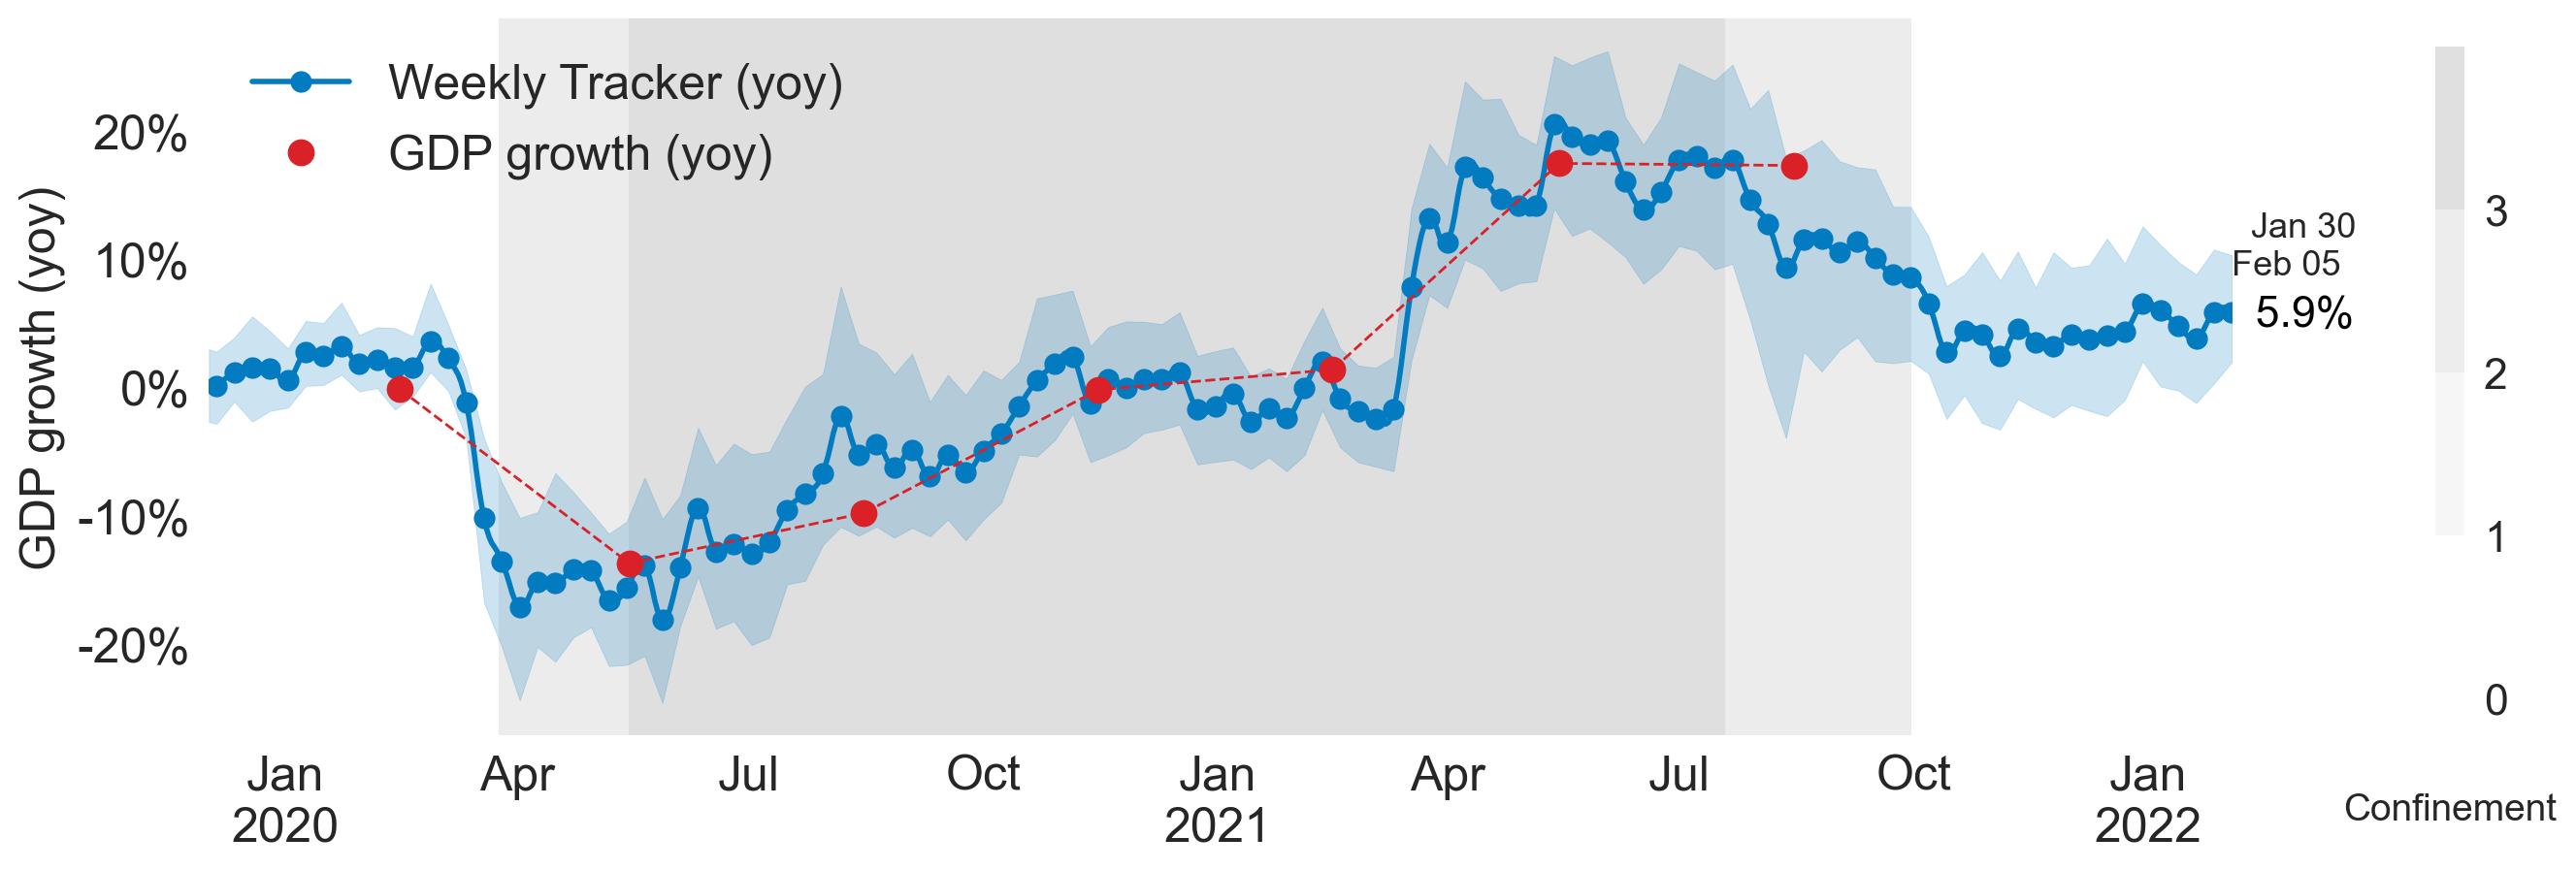 Weekly Tracker (yoy)
GDP growth (yoy)
GDP growth (yoy)
20%
10%
0%
-10%
-20%
Jan 30
Feb 05
5.9%
3
2
1
0
Jan Apr Jul Oct Jan Apr Jul Oct Jan
2020 2021 2022
Confinement